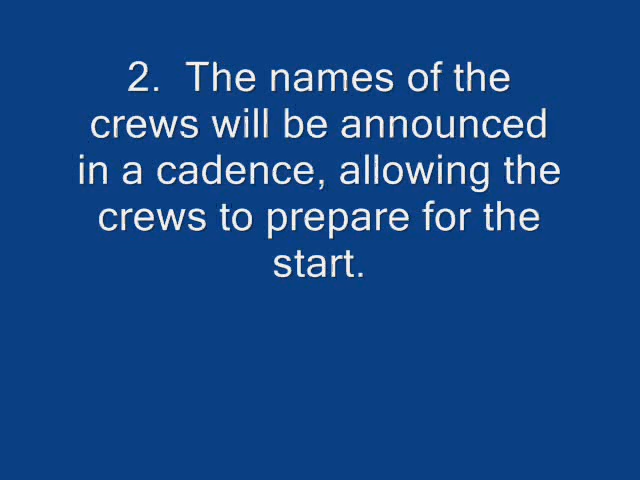 2.  The names of the
crews will be announced
in a cadence, allowing the
crews to prepare for the
start.